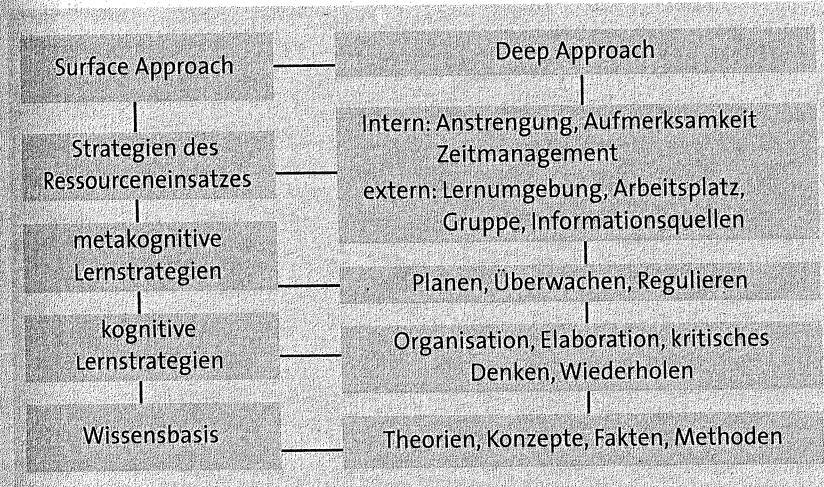 Surface Approach
Deep Approach
Strategien des
Ressourceneinsatzes
Intern: Anstrengung, Aufmerksamkeit
Zeitmanagement
extern: Lernumgebung, Arbeitsplatz,
Gruppe, Informationsquellen
metakognitive
Lernstrategien
Planen, Überwachen, Regulieren
kognitive
Lernstrategien
Organisation, Elaboration, kritisches
Denken, Wiederholen
Wissensbasis
Theorien, Konzepte, Fakten, Methoden